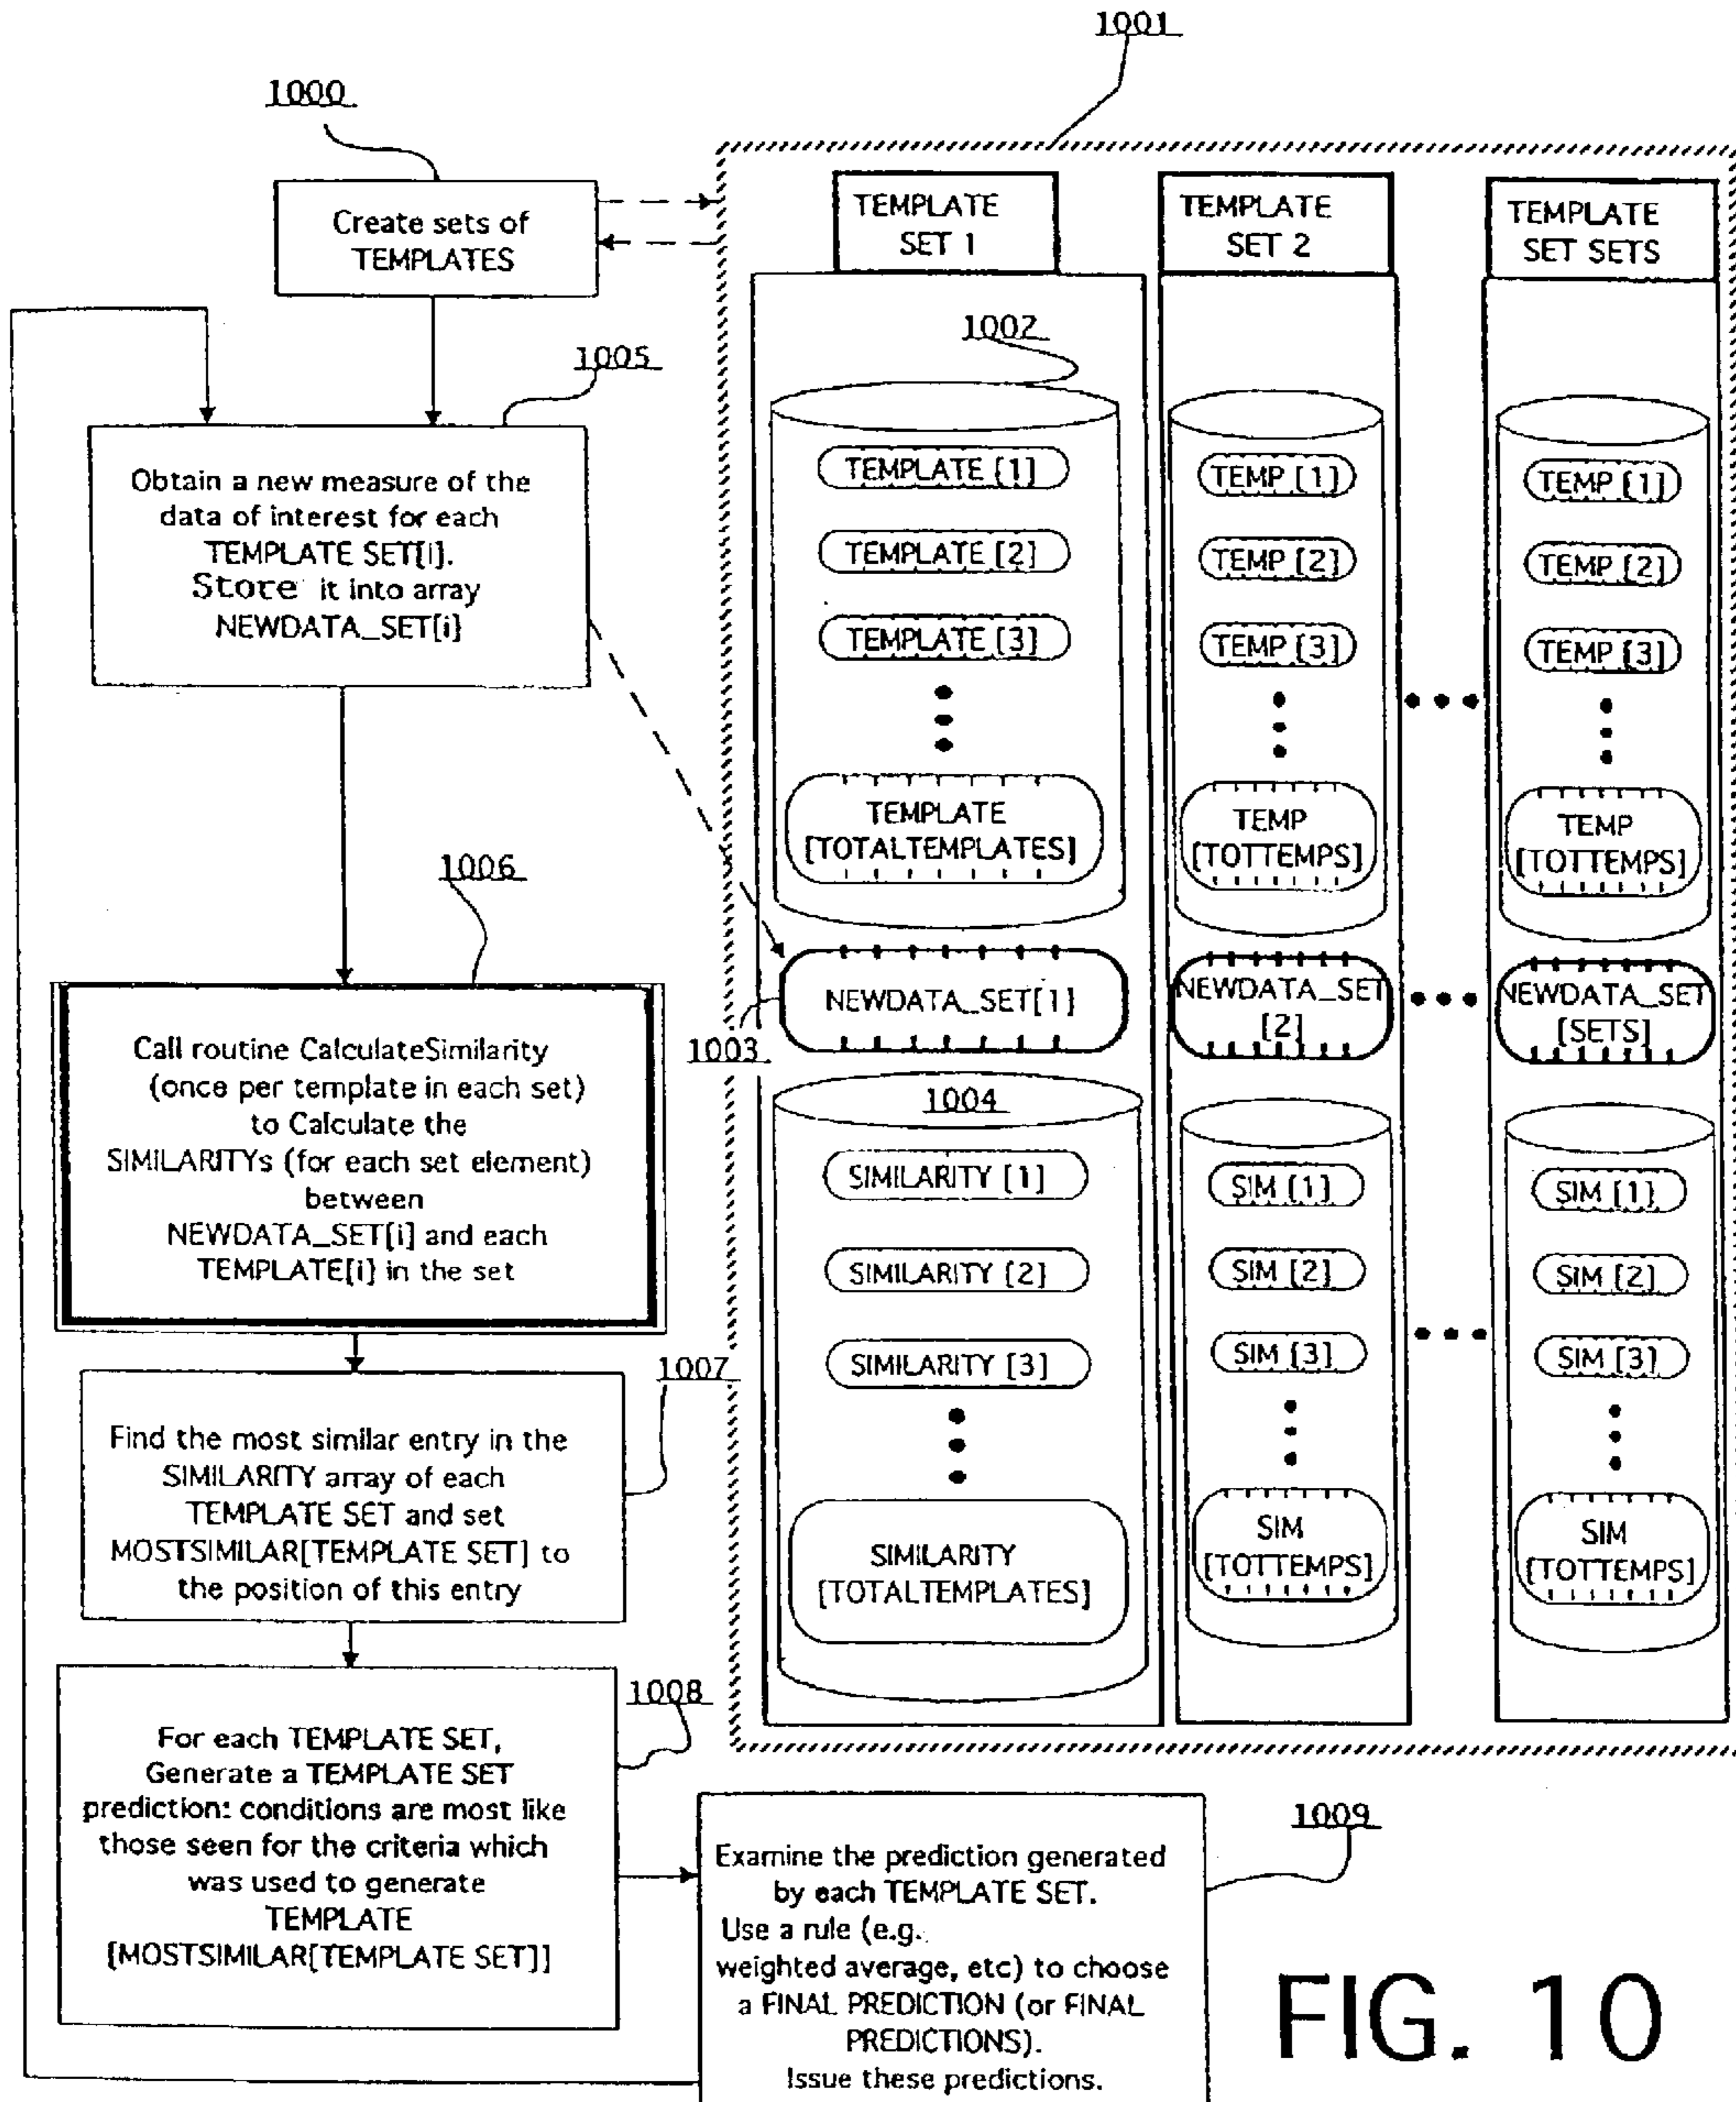 1001
1000
Create sets of
TEMPLATES
1005
Obtain a new measure of the
data of interest for each
TEMPLATE SET[i].
Store it into array
NEWDATA_SET[i]
1006
Call routine CalculateSimilarity
(once per template in each set)
to Calculate the
SIMILARITYs (for each set element)
between
NEWDATA_SET[i] and each
TEMPLATE[i] in the set
1007
Find the most similar entry in the
SIMILARITY array of each
TEMPLATE SET and set
MOSTSIMILAR[TEMPLATE SET] to
the position of this entry
1008
For each TEMPLATE SET,
Generate a TEMPLATE SET
prediction: conditions are most like
those seen for the criteria which
was used to generate
TEMPLATE
[MOSTSIMILAR[TEMPLATE SET]]
1009
Examine the prediction generated
by each TEMPLATE SET.
Use a rule (e.g.
weighted average, etc) to choose
a FINAL PREDICTION (or FINAL
PREDICTIONS).
Issue these predictions.
TEMPLATE
SET 1
1002
TEMPLATE [1]
TEMPLATE [2]
TEMPLATE [3]
TEMPLATE
[TOTALTEMPLATES]
1003
NEWDATA_SET[1]
1004
SIMILARITY [1]
SIMILARITY [2]
SIMILARITY [3]
SIMILARITY
[TOTALTEMPLATES]
TEMPLATE
SET 2
TEMP [1]
TEMP [2]
TEMP [3]
TEMP
[TOTTEMPS]
NEWDATA_SET
[2]
SIM [1]
SIM [2]
SIM [3]
SIM
[TOTTEMPS]
TEMPLATE
SET SETS
TEMP [1]
TEMP [2]
TEMP [3]
TEMP
[TOTTEMPS]
NEWDATA_SET
[SETS]
SIM [1]
SIM [2]
SIM [3]
SIM
[TOTTEMPS]
FIG. 10